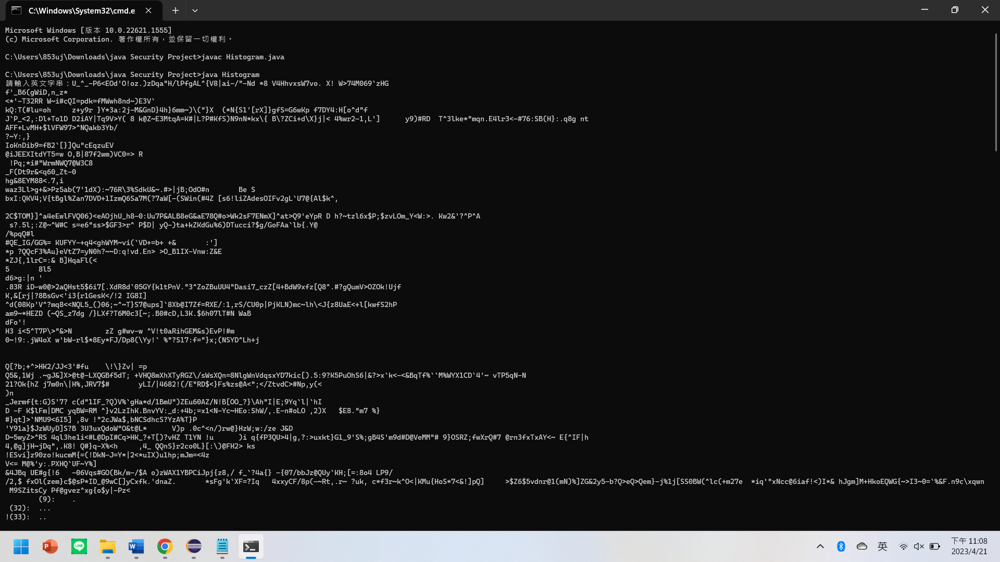 C:\Windows\System32\cmd.e
Microsoft Windows [版本 10.0.22621.1555]
(c) Microsoft Corporation. 著作權所有，並保留一切權利。
C:\Users\853uj\Downloads\java Security Project>javac Histogram.java
C:\Users\853uj\Downloads\java Security Project>java Histogram
請輸入英文字串：U_^_-P6<EOd'O!oz.)zDqa"H/lPfgAL^{V8|ai-/"-Nd *8 V4HhvxsW7vo. X! W>74M069`zHG
f'_B6(gWiD,n_z*
<*'-T32RR W~i#cQI=pdk=fMWwh8nd~)E3V`
kQ:T(#lu=oh     z+y9r }Y*3a:2j-M&GnD}4h}6mm~)\("}X  (*N{S1'[rX]}gfS=G6wKp f7DY4:H[o^d"f
J`P_<2,:Dl+To1D D2iAY|Tq9V>Y( 8 k@Z~E3MtqA=K#|L?P#KfS)N9nN*kx\{ B\?ZCi+d\X}j|< 4%wr2-1,L']      y9)#RD  T^3lke*"mqn.E4lr3<-#76:SB(H}:.q8g nt
AFF+LvMH+$lVFW97>^NQakb3Yb/
?~Y:,}
IoKnDib9=fB2`[}]Qu"cEqzuEV
@iJEEXItdYT5=w O,B|87f2wm)VC0=> R
 !Pq;*i#"WrmNWQ7@W3C8
_F(Dt9r&<q60_Zt-0
hg&8EYM88<.7,i
waz3Ll>g+&>Pz5ab(7'1dX):~76R\3%SdkU&~.#>|jB;OdO#n       Be S
bxI:QKV4;V{tBgl%Zan7DVD+1IzmQ6Sa7M(?7aW[-(SWin(#4Z [s6!liZAdesOIFv2gL`U7@{Al$k^,
2C$TOM}]^a4eEwlFVQ06)<eAOjhU_h8-0:Uu7P&ALB8eG&aE78Q#o>Wk2sF7ENmX]^at>Q9'eYpR D h?~tzl6x$P;$zvLOm_Y<W:>. Kw2&'?^P^A
 s?.5l;:Z@~^W#C s=e6"ss>$GF3>r^ P$D| yQ-)ta+kZKdGu%6)DTucci?$g/GoFAa`lb{.Y@
/%pqQ#l
#QE_IG/GG%= KUFYY-+q4<ghWYM~vi(`VD+=b+ +&       :']
*p ?QQcF3%Au}eVtZ7=yN0h?~~D:q!vd.En> >O_B1IX-Vnw:Z&E
*ZJ{,1lrC=:& B]HqaFl(<
5       8l5
d6>g:|n '
.83R iD-w0@>2aQHst5$6i7[.XdR8d`05GY{k1tPnV."3^ZoZBuUU4"Dasi7_czZ[4+BdW9xfz[Q8^.#?gQumV>OZOk!Ujf
K,&[rj|?8BsGv<'i3{r1GesK</!2 IG8I]
^d(08Kp'V^?mq8<<NQL5_()06;~^~T}S7@ups]`8Xb@I7Zf=RXE/:1,rS/CU0p|PjKLN)mc~lh\<J{z8UaE<+l[kwfS2hP
am9~*HEZD (~QS_z7dg /}LXf?T6M0c3[~;.B0#cD,L3K.$6h07lT#N WaB
dFo'!
H3 i<5^T7P\>"&>N        zZ g#wv-w ^V!t0aRihGEM&s)EvP!#m
0~!9:.jW4oX w'bW-rl$*8Ey*FJ/Dp8(\Yy!` %"?S17:f="}x;(NSYD^Lh+j
Q[?b;+^>HK2/JJ<3'#fu    \!\}Zv| =p
Q5&,1Wj .~gJ&]X>@t@-LXQGBf5dT; +VHQ8mXhXTyRGZ\/sWsXQn=8NlgWnVdqsxYD7kic[).5:9?K5PuOhS6|&?>x`k<-<&BqTf%``M%WYX1CD`4'~ vTP5qN-N
21?Ok{hZ j7m0n\|H%,JRV7$#       yLI/|4682!(/E"RD$<}Fs%zs@A<";</ZtvdC>#Np,y(<
)n
_Jermf{t:G)S'7? c(d"1IF_?Q)V%`gHa*d/1BmU")ZEu60AZ/N!B[OO_?}\Ah"I|E;9Yq`l|`hI
D -F K$lFm|DMC yqBW=RM ^}v2LzIhK.BnvYV:_d:+4b;=x1<N-Yc~HEo:ShW/,.E-n#oLO ,2)X   $E8."m7 %}
#}qt]>`NMU9<6I5] ,8v !"2cJWa$,bNCSdhcS?YzA%T}P
'Y91a}$JzWUyD]S?B 3U3uxQdoW"O&t@L*      V)p .0c^<n/)rw@}HzW;w:/ze J&D
D~5wyZ>^RS 4ql3he1i<#L@DpI#Cq>HK_?+T[)?vHZ T1YN !u      )i q{fP3QU>4|g,?:>uxkt}G1_9'S%;gB4S'm9d#D@VeMM"# 9}OSRZ;fwXrQ#7 @rn3fxTxAY<~ E{^IF|h
4,@g]jH~jDq",.K8! Q#}q-X%<h     ,4_ QQnS}r2co0L}[:\)@FH2> ks
!ESvi]z90zo!kucmM{=(!DkN-J=Y*|2<*uIX)u1hp;mJm=<4z
V<= M@%'y:.PXHQ`UF~Y%]
&4JBq UE#g{!6   -06Vqs#GO(Bk/m-/$A o)zWAX1YBPCiJpj{z8,/ f_`?4a{} -{07/bbJz@QUy`KH;[=:8o4 LP9/
/2,$ fxOl(zem}c$@sP*ID_@9wC[]yCxfk.'dnaZ.       *sFg'k`XF=?Iq   4xxyCF/8p(-~Rt,.r~ ?uk, c*f3r~k^O<|KMu{HoS*7<&!]pQ]     >$Z6$5vdnr@1(mN)%]ZG&2y5-b?Q>eQ>Qem}-j%1j[SS0BW(^lc(+m27e  *iq'"xNcc@6iaf!<)I*& hJgm]M+HkoEQWG{~>I3~0=`%&F.n9c\xqwn
 M9SZitsCy Pf@gvez^xg{o$y|-Pz<
        (9):    .
 (32):  ...
!(33):  ..
英
下午 11:08
2023/4/21